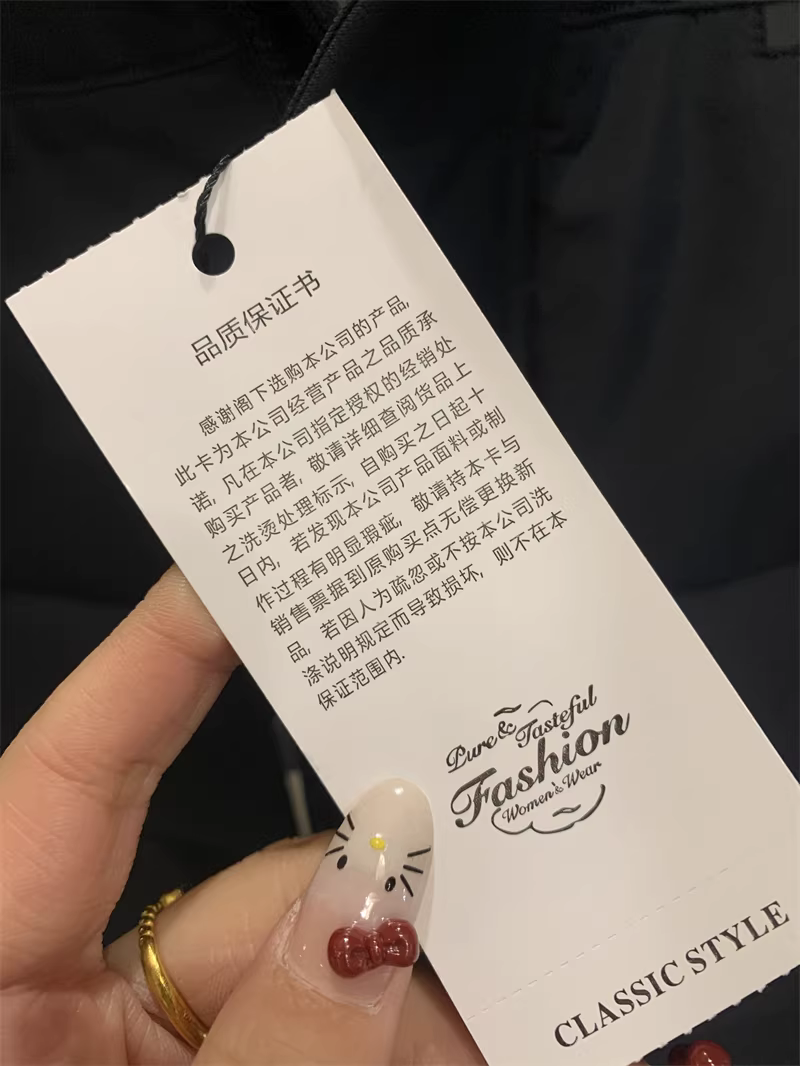 品质保证书
感谢阁下选购本公司的产品,
此卡为本公司经营产品之品质承
诺, 凡在本公司指定授权的经销处
购买产品者, 敬请详细查阅货品上
之洗烫处理标示, 自购买之日起十
日内, 若发现本公司产品面料或制
作过程有明显瑕疵, 敬请持本卡与
销售票据到原购买点无偿更换新
品, 若因人为疏忽或不按本公司洗
涤说明规定而导致损坏, 则不在本
保证范围内.
Pure & Tasteful
Fashion
Women's Wear
CLASSIC STYLE